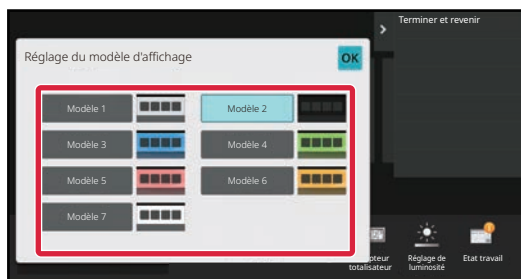 Terminer et revenir
Réglage du modèle d'affichage
OK
Modèle 1
Modèle 2
Modèle 3
Modèle 4
Modèle 5
Modèle 6
Modèle 7
pteur
totalisateur
Réglage de
luminosité
Etat travail